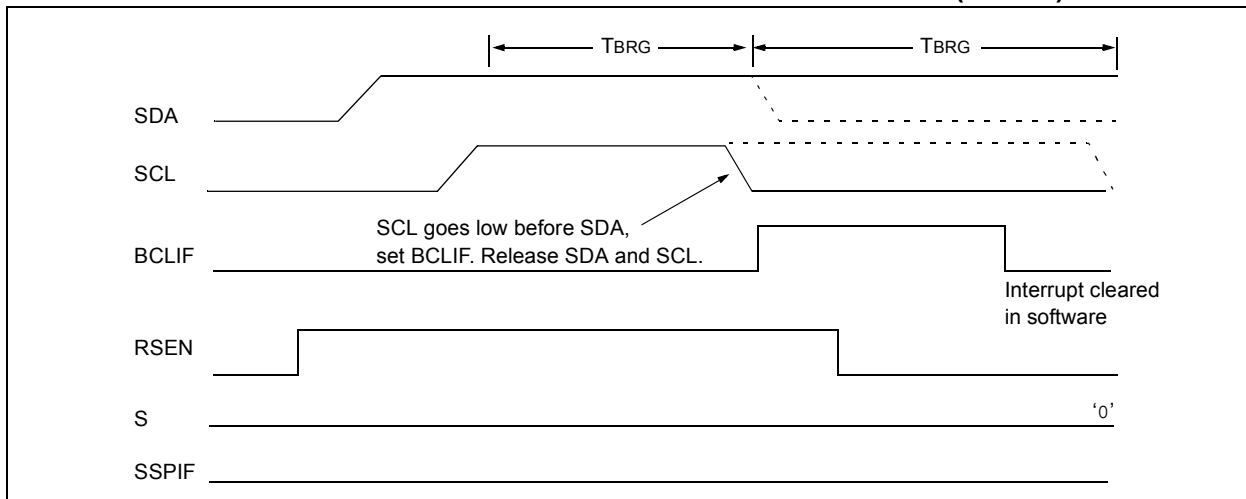 TBRG TBRG
SDA
SCL
SCL goes low before SDA,
set BCLIF. Release SDA and SCL.
BCLIF
Interrupt cleared
in software
RSEN
S ‘0’
SSPIF